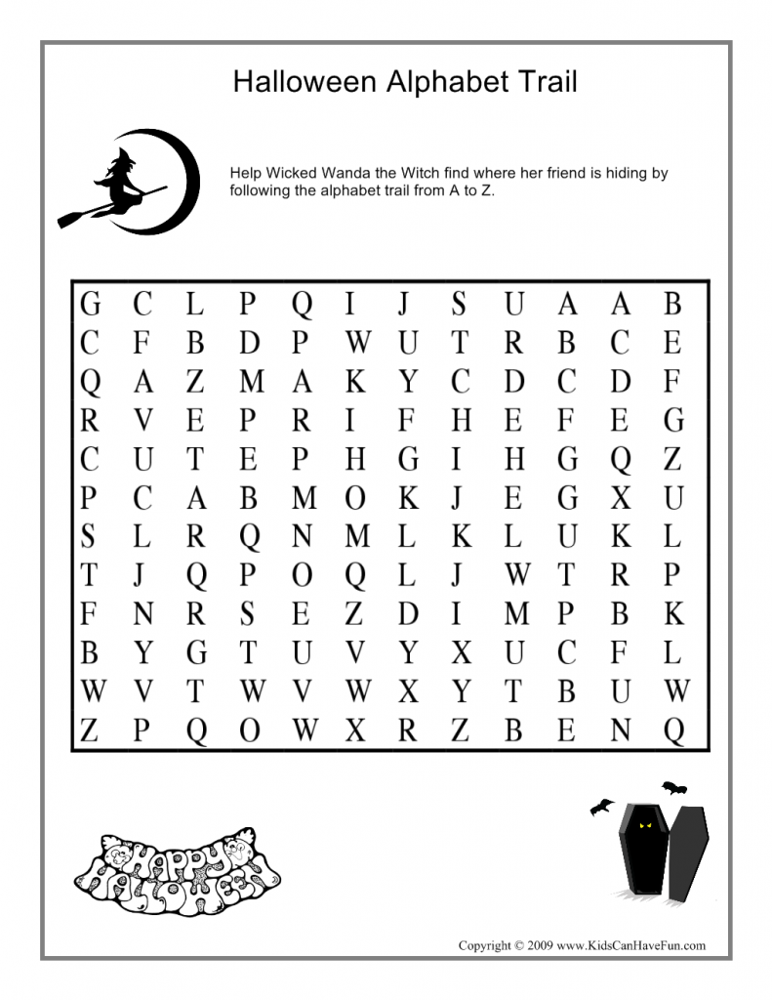 Halloween Alphabet Trail
Help Wicked Wanda the Witch find where her friend is hiding by
following the alphabet trail from A to Z.
G C L P Q I J S U A A B
C F B D P W U T R B C E
Q A Z M A K Y C D C D F
R V E P R I F H E F E G
C U T E P H G I H G Q Z
P C A B M O K J E G X U
S L R Q N M L K L U K L
T J Q P O Q L J W T R P
F N R S E Z D I M P B K
B Y G T U V Y X U C F L
W V T W V W X Y T B U W
Z P Q O W X R Z B E N Q
HAPPY
HALLOWEEN
Copyright © 2009 www.KidsCanHaveFun.com